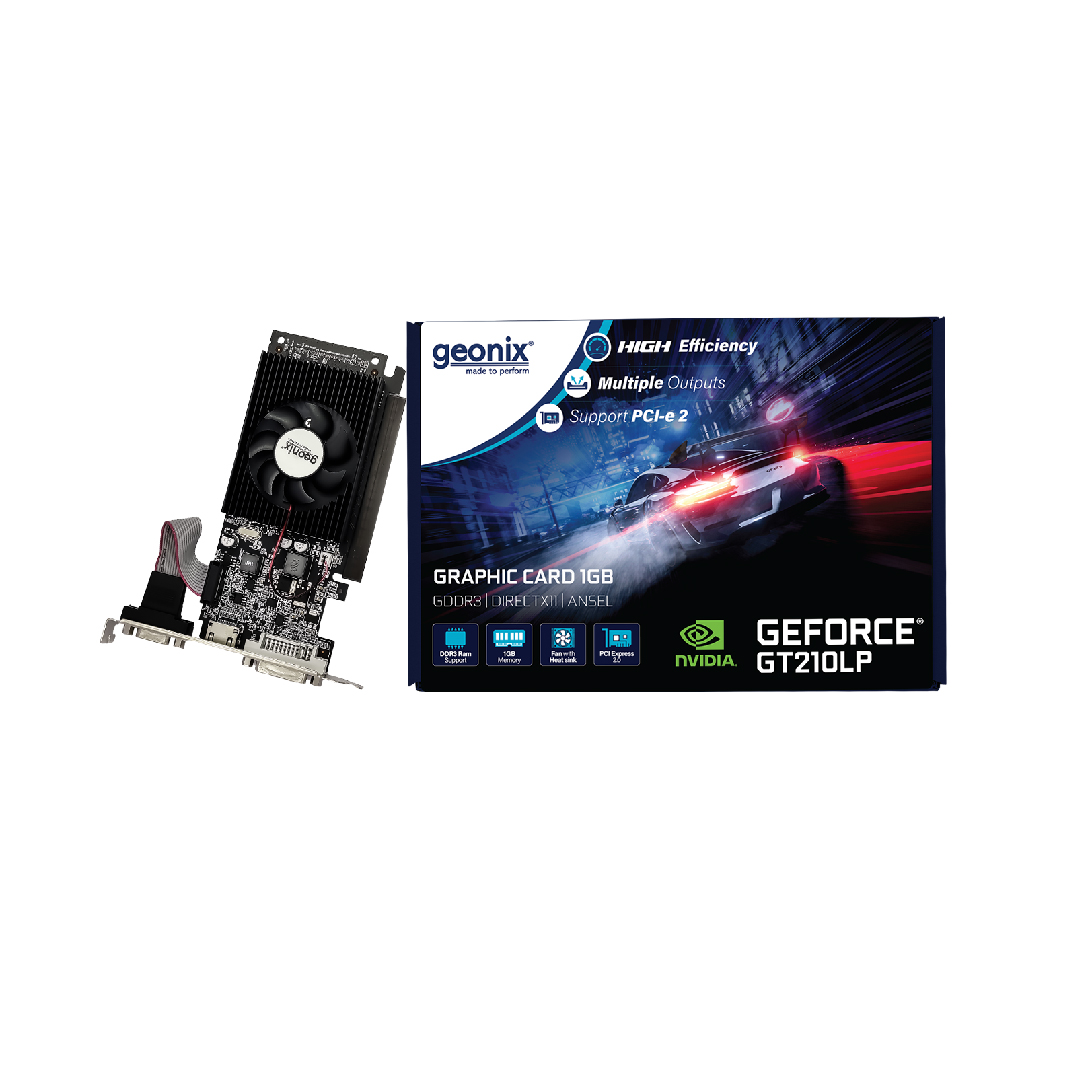 geonix®
made to perform
HIGH Efficiency
Multiple Outputs
Support PCI-e 2
GRAPHIC CARD 1GB
GDDR3 | DIRECTX11 | ANSEL
DDR3 Ram
Support
1GB
Memory
Fan with
Heat sink
PCI Express
2.0
NVIDIA.
GEFORCE®
GT210LP
geonix